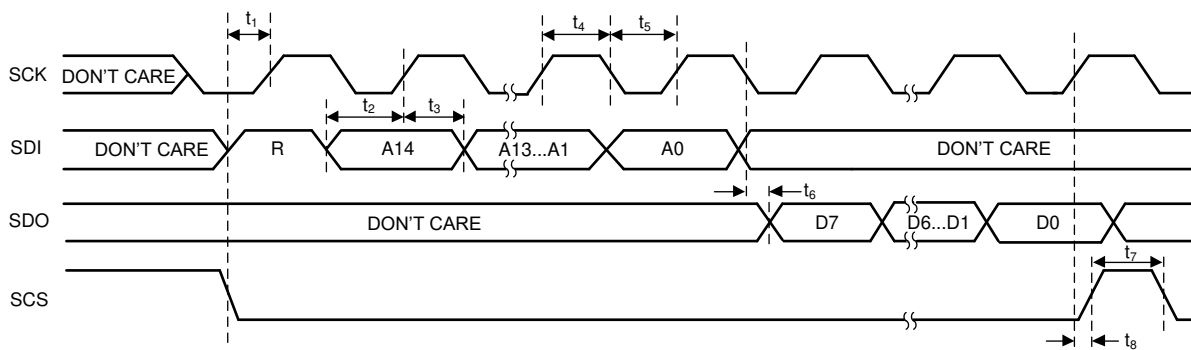 t1 t4 t5
SCK DON'T CARE
t2 t3
SDI DON'T CARE R A14 A13...A1 A0 DON'T CARE
t6
SDO DON'T CARE D7 D6...D1 D0
t7
SCS
t8